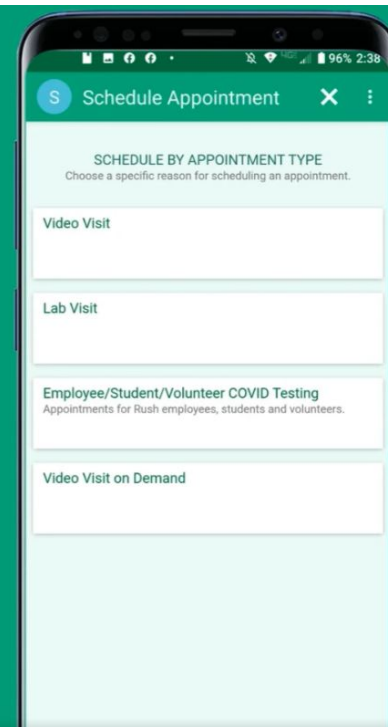 96% 2:38
S Schedule Appointment
SCHEDULE BY APPOINTMENT TYPE
Choose a specific reason for scheduling an appointment.
Video Visit
Lab Visit
Employee/Student/Volunteer COVID Testing
Appointments for Rush employees, students and volunteers.
Video Visit on Demand